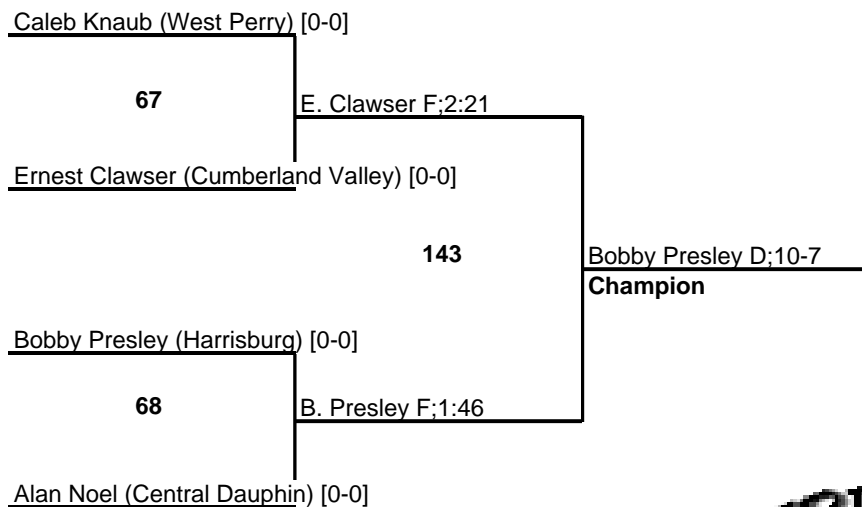 Caleb Knaub (West Perry) [0-0]
67
E. Clawser F;2:21
Ernest Clawser (Cumberland Valley) [0-0]
143
Bobby Presley D;10-7
Champion
Bobby Presley (Harrisburg) [0-0]
68
B. Presley F;1:46
Alan Noel (Central Dauphin) [0-0]